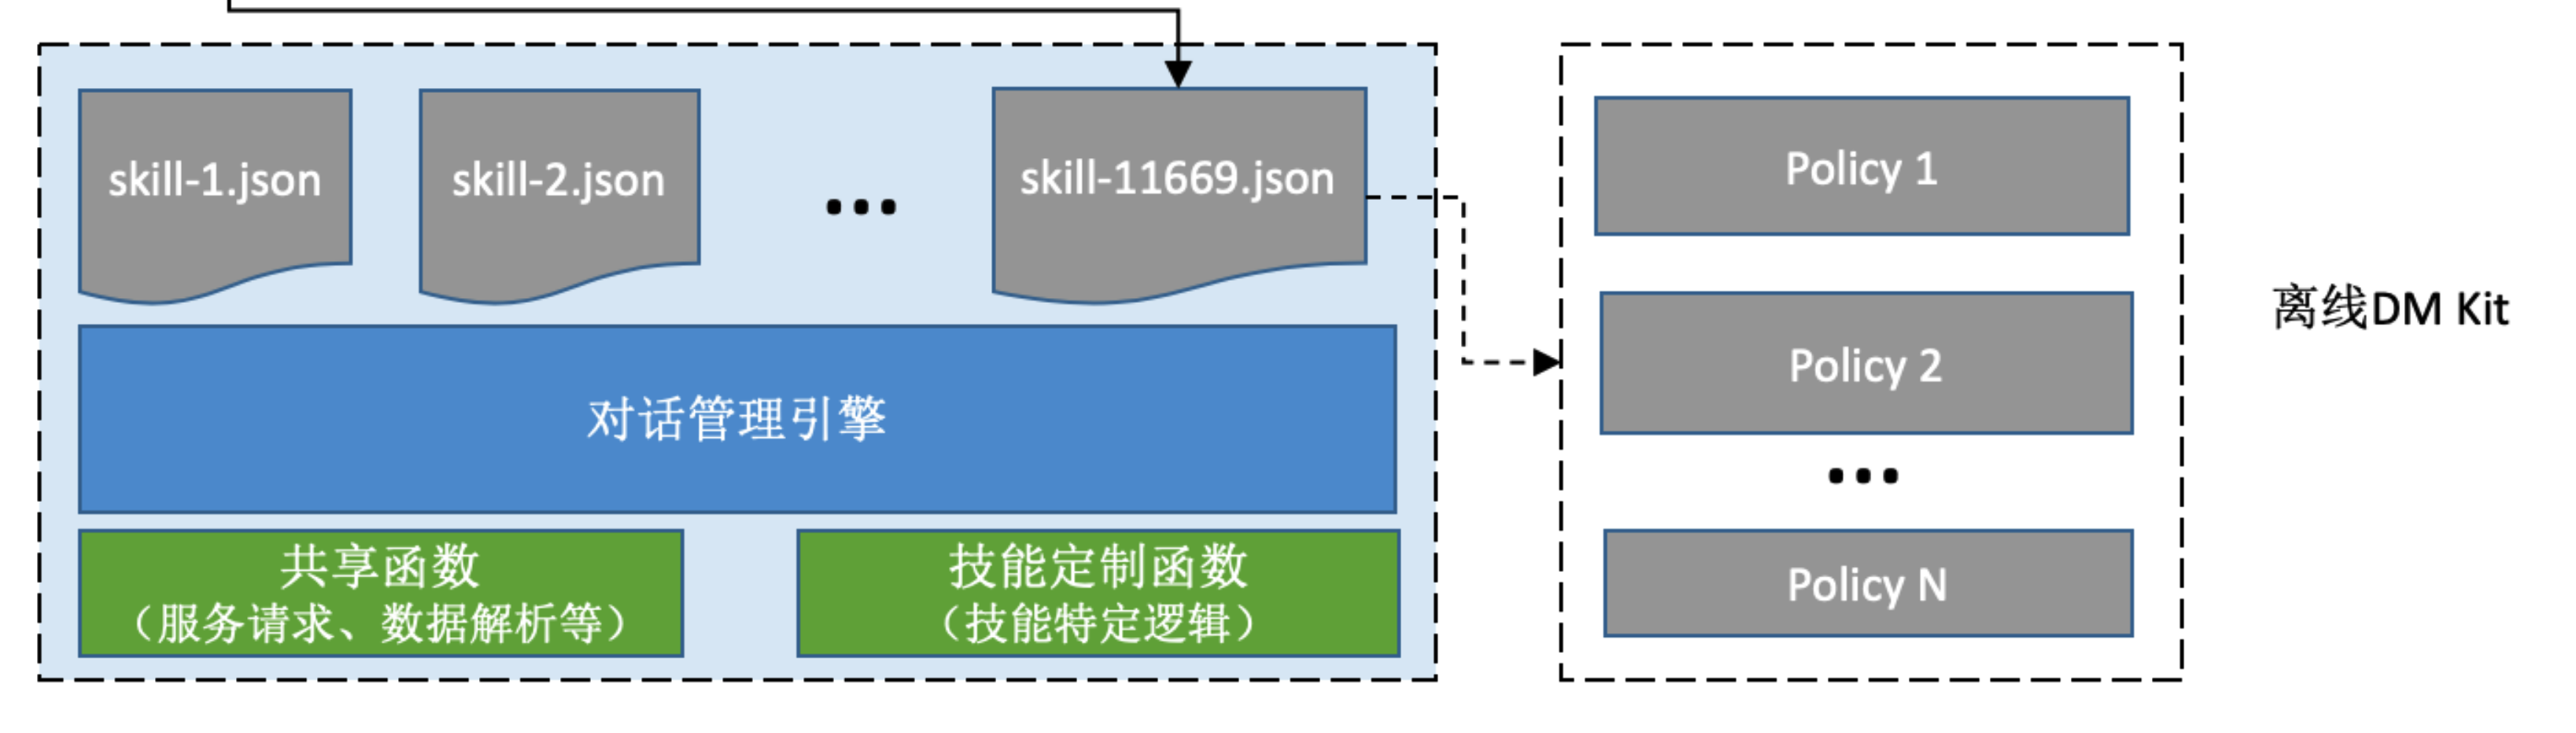 skill-1.json
skill-2.json
...
skill-11669.json
对话管理引擎
共享函数
（服务请求、数据解析等）
技能定制函数
（技能特定逻辑）
Policy 1
Policy 2
...
Policy N
离线DM Kit